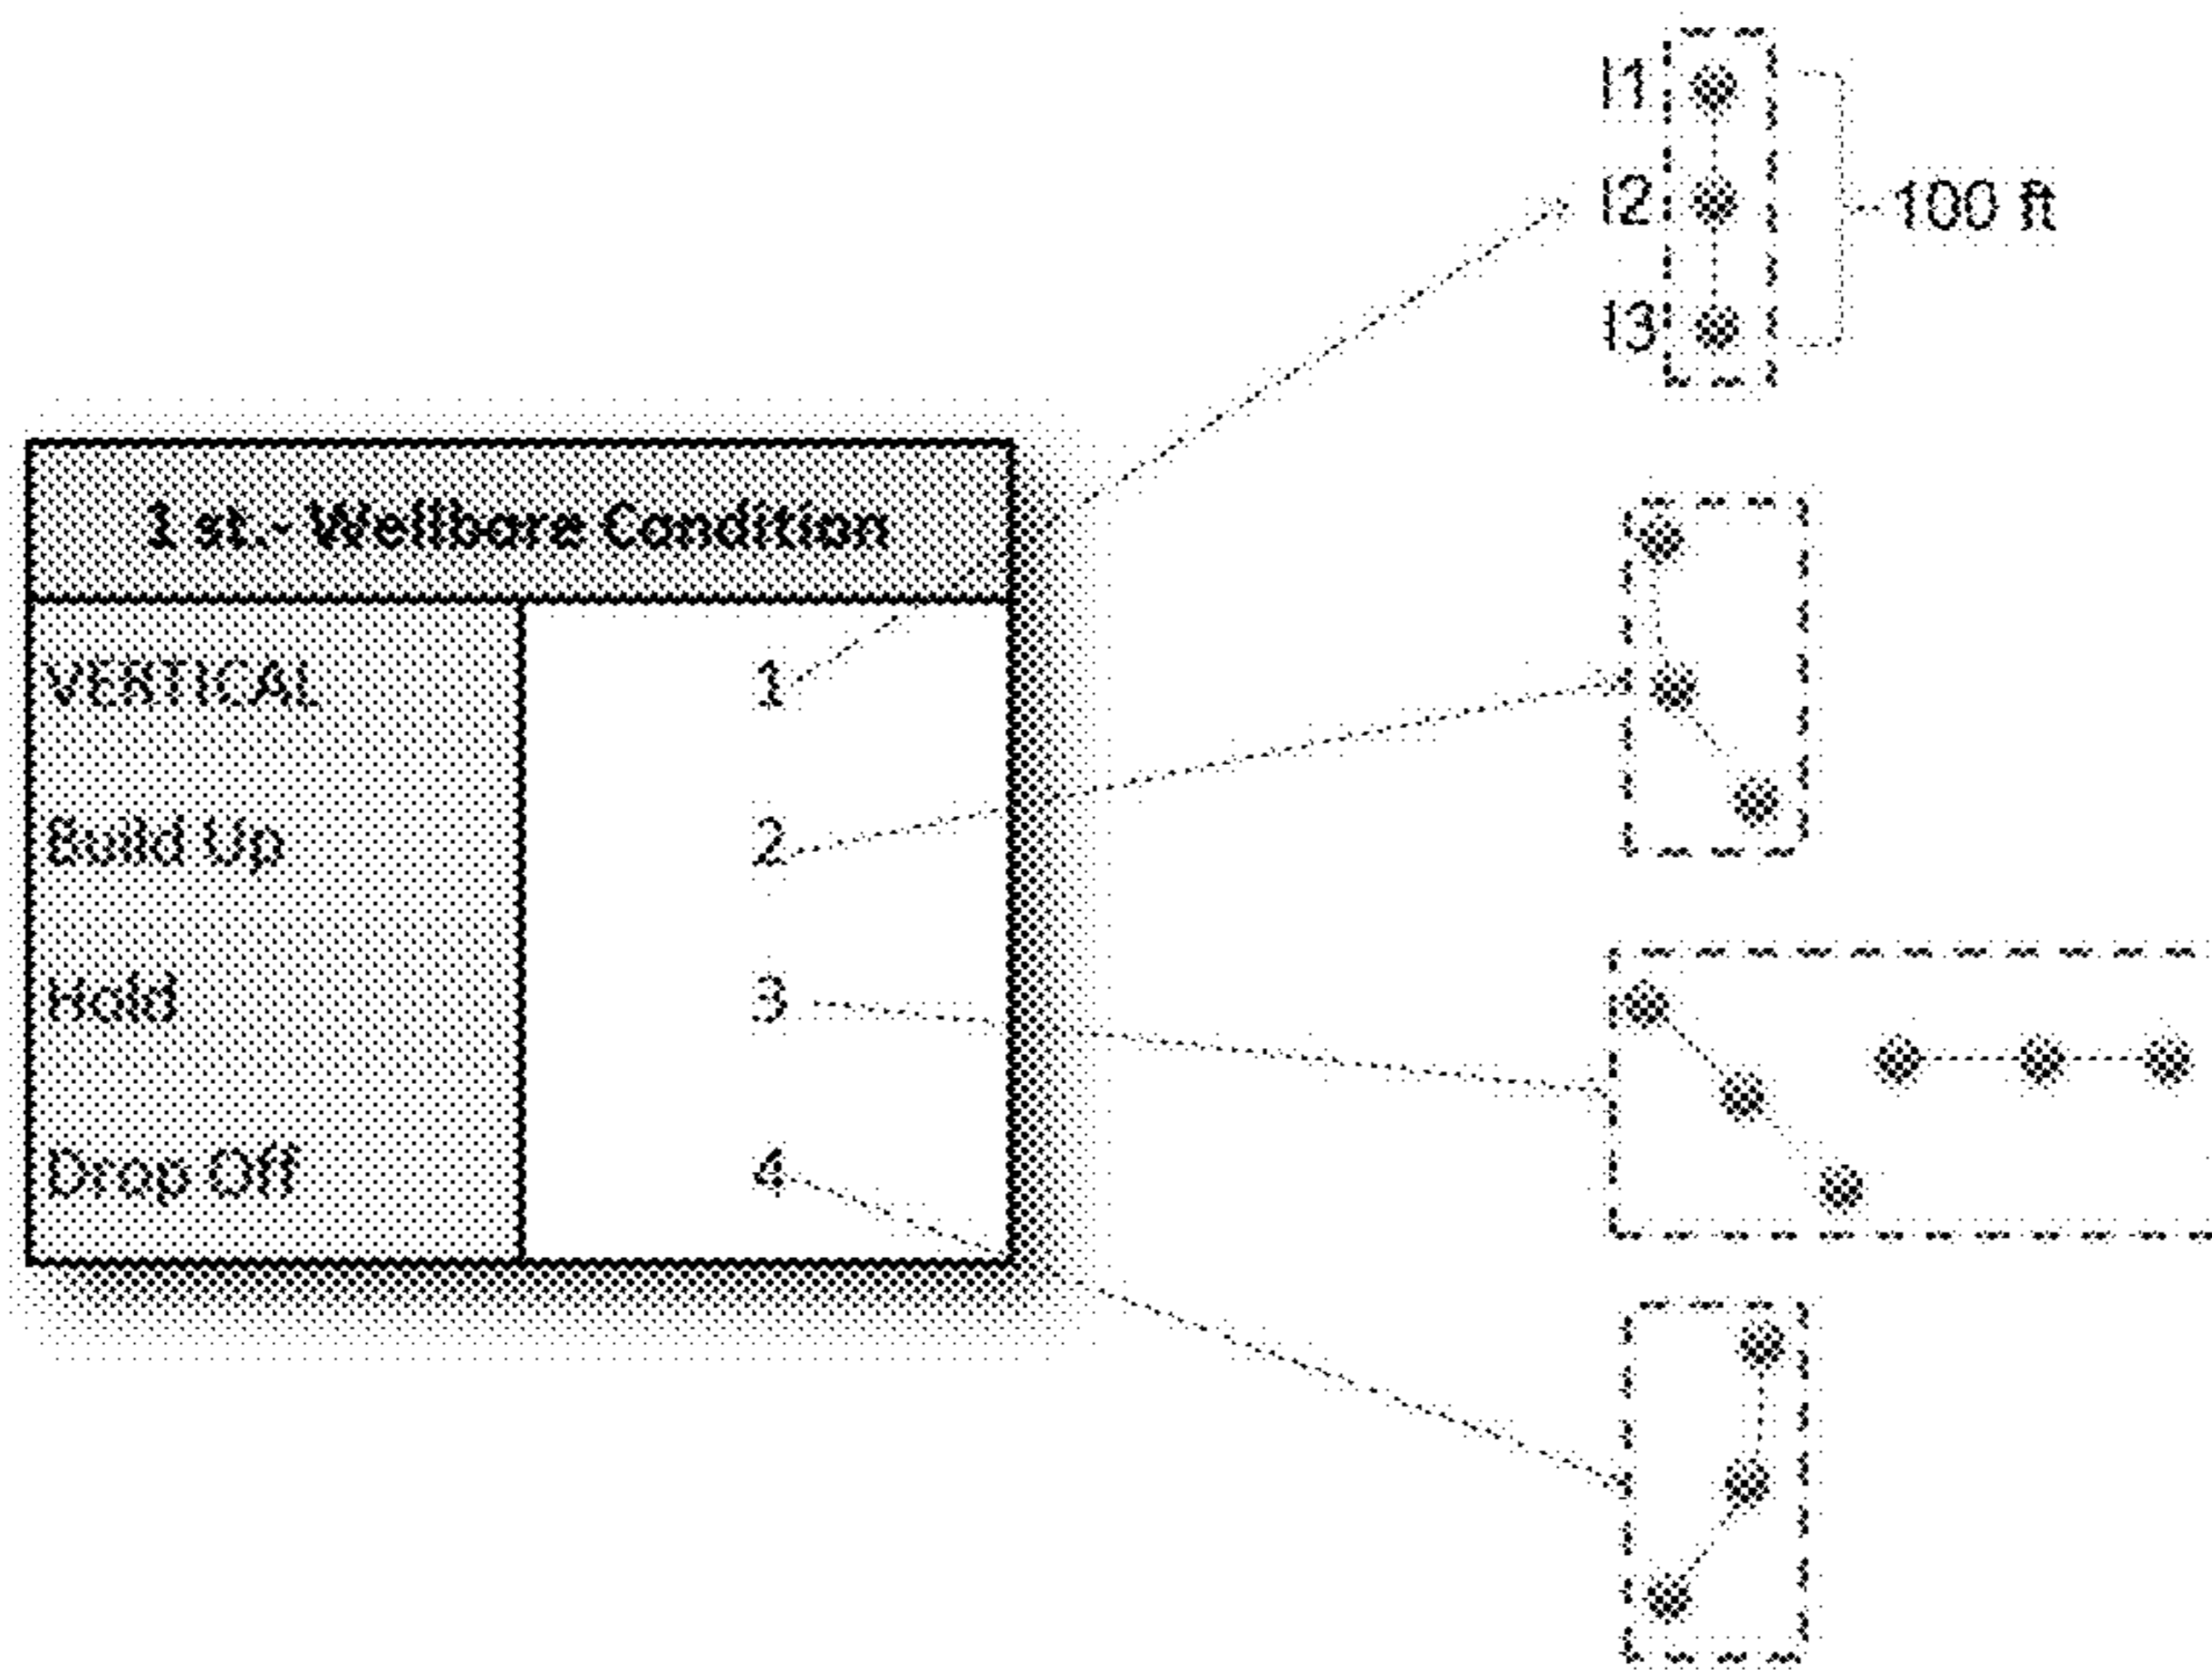 I1
I2
100 ft
I3
1 st.- Wellbore Condition
VERTICAL 1
Build Up 2
Hold 3
Drop Off 4